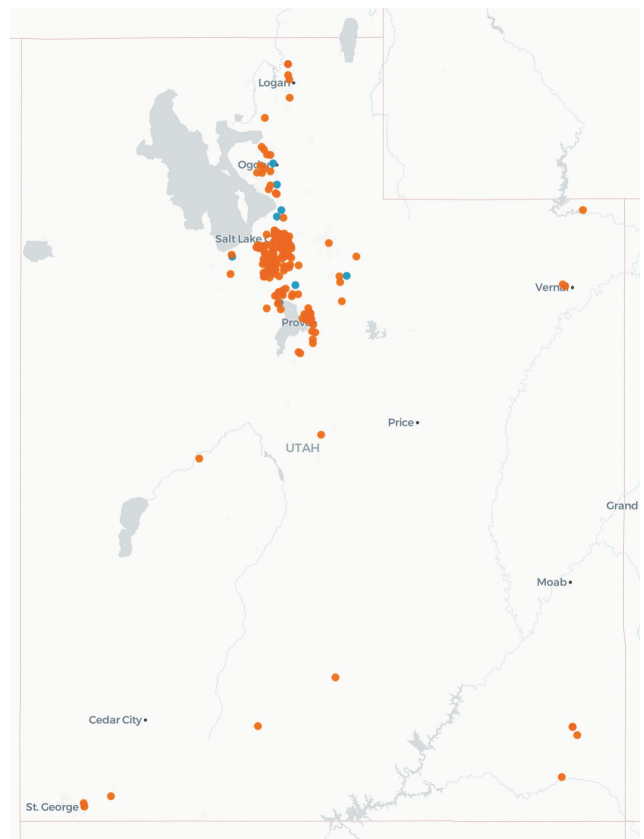 Logan
Ogden
Salt Lake
Vernal
Provo
Price
UTAH
Grand
Moab
Cedar City
St. George